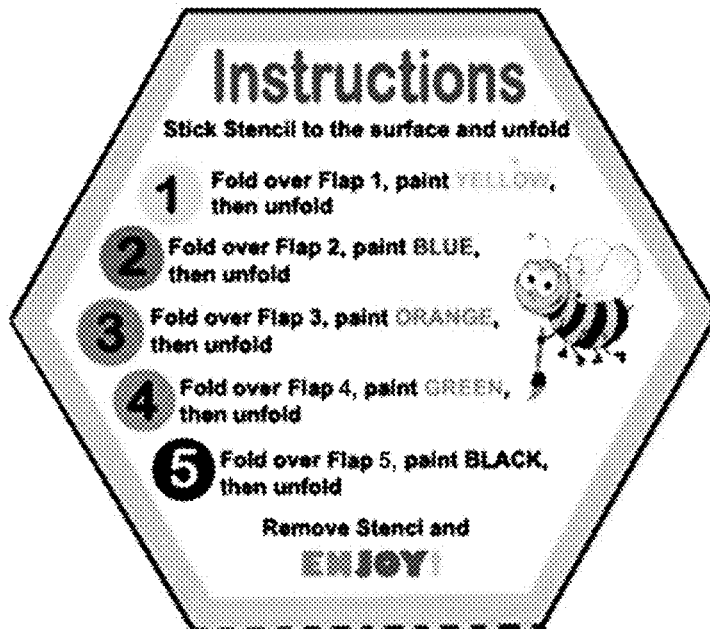 Instructions
Stick Stencil to the surface and unfold
1 Fold over Flap 1, paint YELLOW,
then unfold
2 Fold over Flap 2, paint BLUE,
then unfold
3 Fold over Flap 3, paint ORANGE,
then unfold
4 Fold over Flap 4, paint GREEN,
then unfold
5 Fold over Flap 5, paint BLACK,
then unfold
Remove Stencl and
ENJOY!